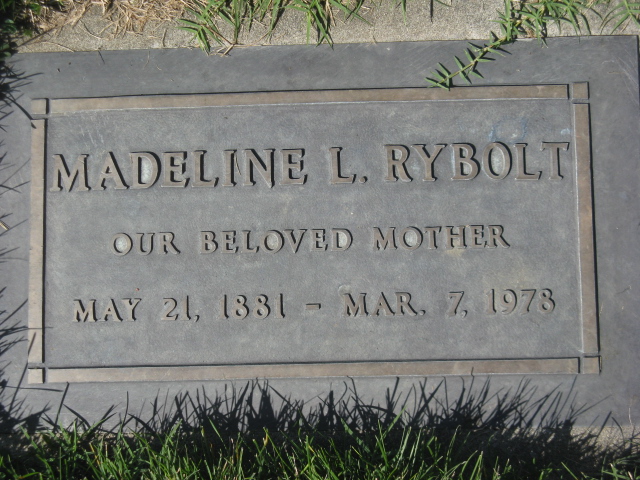 MADELINE L. RYBOLT
OUR BELOVED MOTHER
MAY 21, 1881 – MAR. 7, 1978